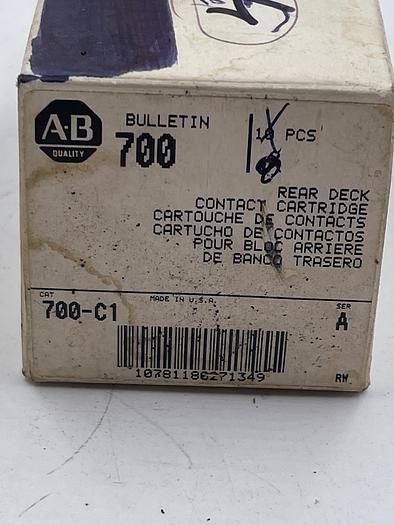 A-B
QUALITY
BULLETIN
700
10 PCS
8
REAR DECK
CONTACT CARTRIDGE
CARTOUCHE DE CONTACTS
CARTUCHO DE CONTACTOS
POUR BLOC ARRIERE
DE BANCO TRASERO
CAT
700-C1
MADE IN U.S.A.
SER
A
10781186271349
RW